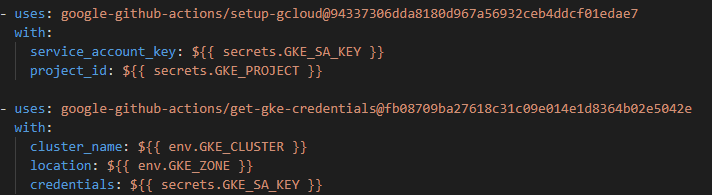 - uses: google-github-actions/setup-gcloud@94337306dda8180d967a56932ceb4ddcf01edae7
with:
service_account_key: ${{ secrets.GKE_SA_KEY }}
project_id: ${{ secrets.GKE_PROJECT }}
- uses: google-github-actions/get-gke-credentials@fb08709ba27618c31c09e014e1d8364b02e5042e
with:
cluster_name: ${{ env.GKE_CLUSTER }}
location: ${{ env.GKE_ZONE }}
credentials: ${{ secrets.GKE_SA_KEY }}